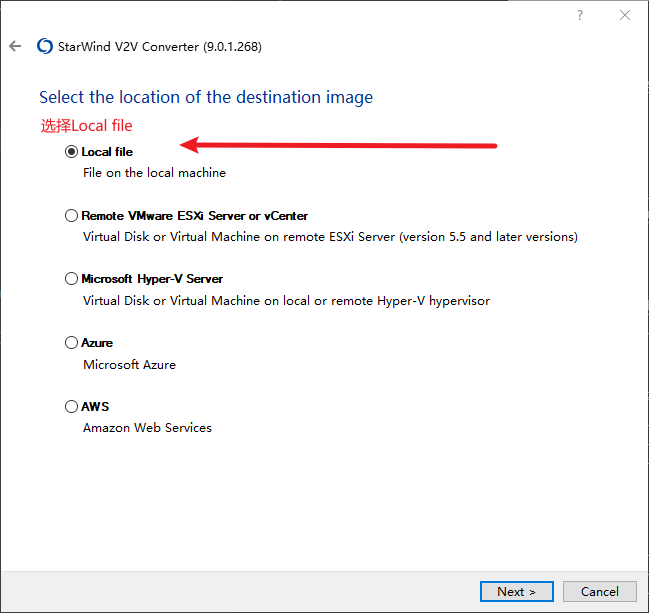 ?
StarWind V2V Converter (9.0.1.268)
Select the location of the destination image
选择Local file
Local file
File on the local machine
Remote VMware ESXi Server or vCenter
Virtual Disk or Virtual Machine on remote ESXi Server (version 5.5 and later versions)
Microsoft Hyper-V Server
Virtual Disk or Virtual Machine on local or remote Hyper-V hypervisor
Azure
Microsoft Azure
AWS
Amazon Web Services
Next >
Cancel